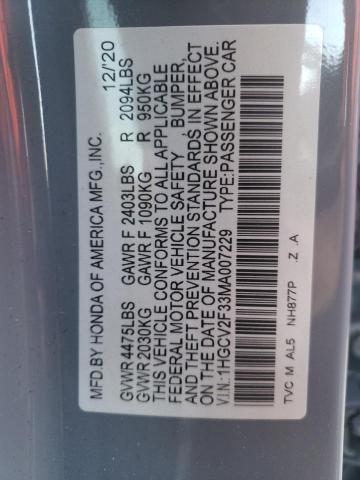 MFD.BY HONDA OF AMERICA MFG.,INC. 12/'20
GVWR 4475LBS GAWR F 2403LBS R 2094LBS
GVWR 2030KG GAWR F 1090KG R 950KG
THIS VEHICLE CONFORMS TO ALL APPLICABLE
FEDERAL MOTOR VEHICLE SAFETY BUMPER,
AND THEFT PREVENTION STANDARDS IN EFFECT
ON THE DATE OF MANUFACTURE SHOWN ABOVE.
V.I.N.:1HGCV2F33MA007229 TYPE:PASSENGER CAR
TVC M AL5 NH877P .Z .A